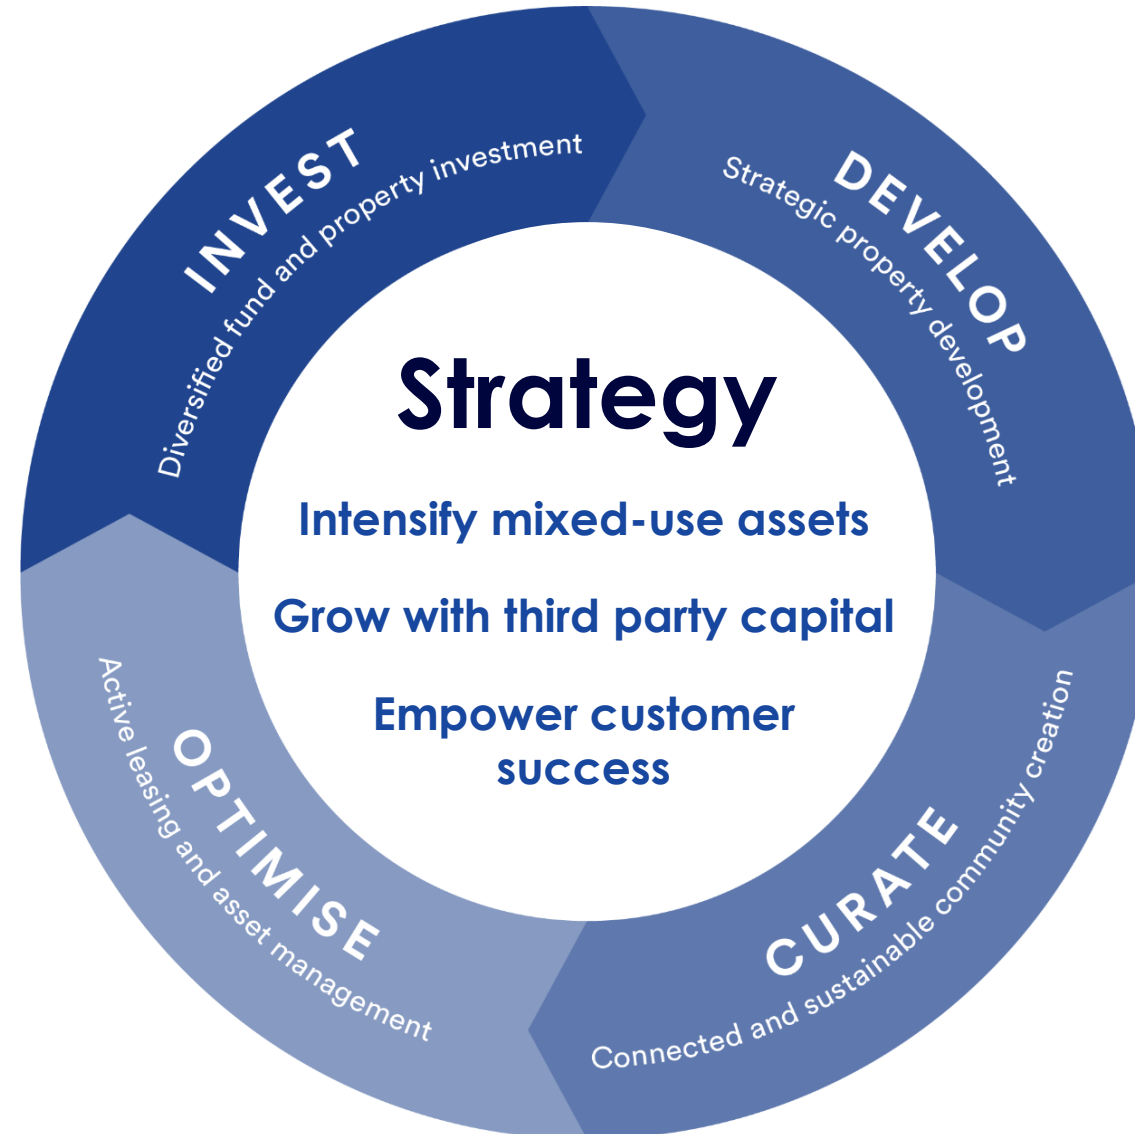 INVEST
Diversified fund and property investment
DEVELOP
Strategic property development
Strategy
Intensify mixed-use assets
Grow with third party capital
Empower customer
success
CURATE
Connected and sustainable community creation
OPTIMISE
Active leasing and asset management